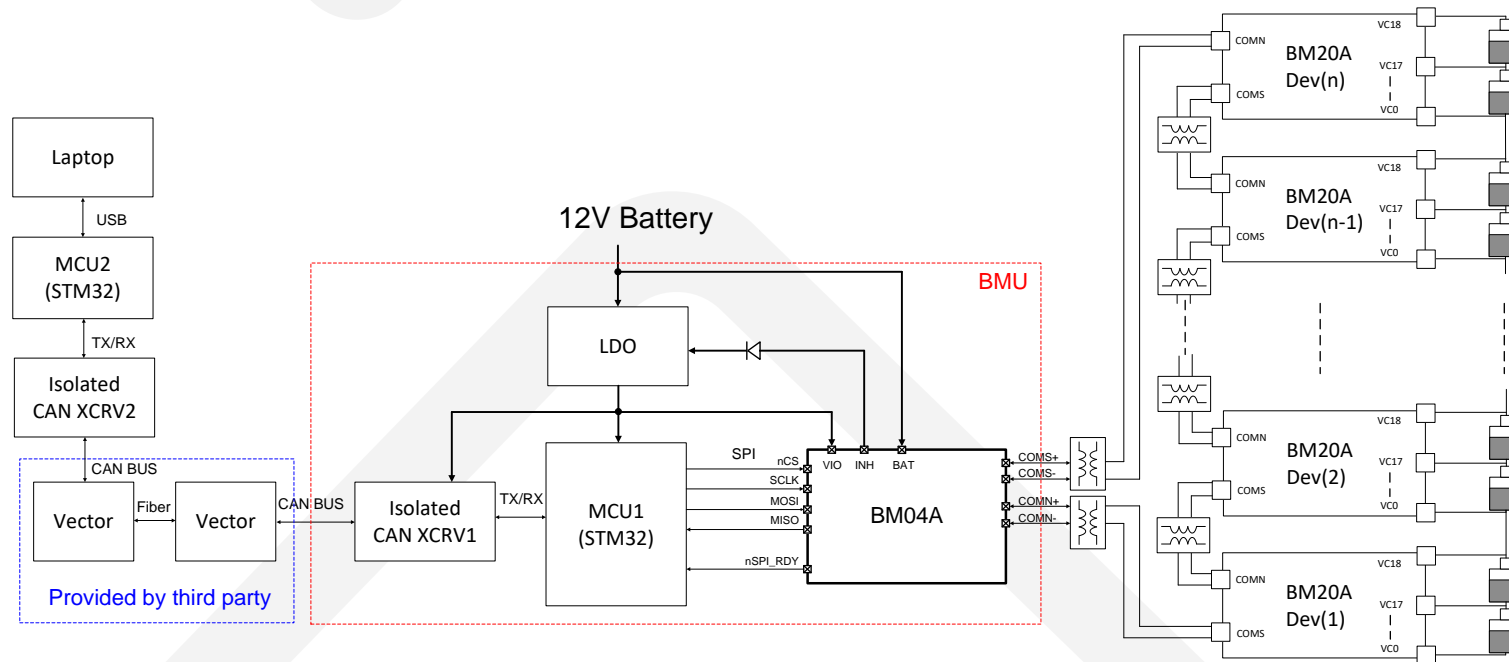 Laptop
USB
MCU2
(STM32)
TX/RX
Isolated
CAN XCRV2
CAN BUS
Vector
Fiber
Vector
Provided by third party
CAN BUS
12V Battery
BMU
LDO
Isolated
CAN XCRV1
TX/RX
MCU1
(STM32)
SPI
nCS
SCLK
MOSI
MISO
nSPI_RDY
VIO
INH
BAT
BM04A
COMS+
COMS-
COMN+
COMN-
COMN
COMS
BM20A
Dev(n)
VC18
VC17
VC0
COMN
COMS
BM20A
Dev(n-1)
VC18
VC17
VC0
COMN
COMS
BM20A
Dev(2)
VC18
VC17
VC0
COMN
COMS
BM20A
Dev(1)
VC18
VC17
VC0